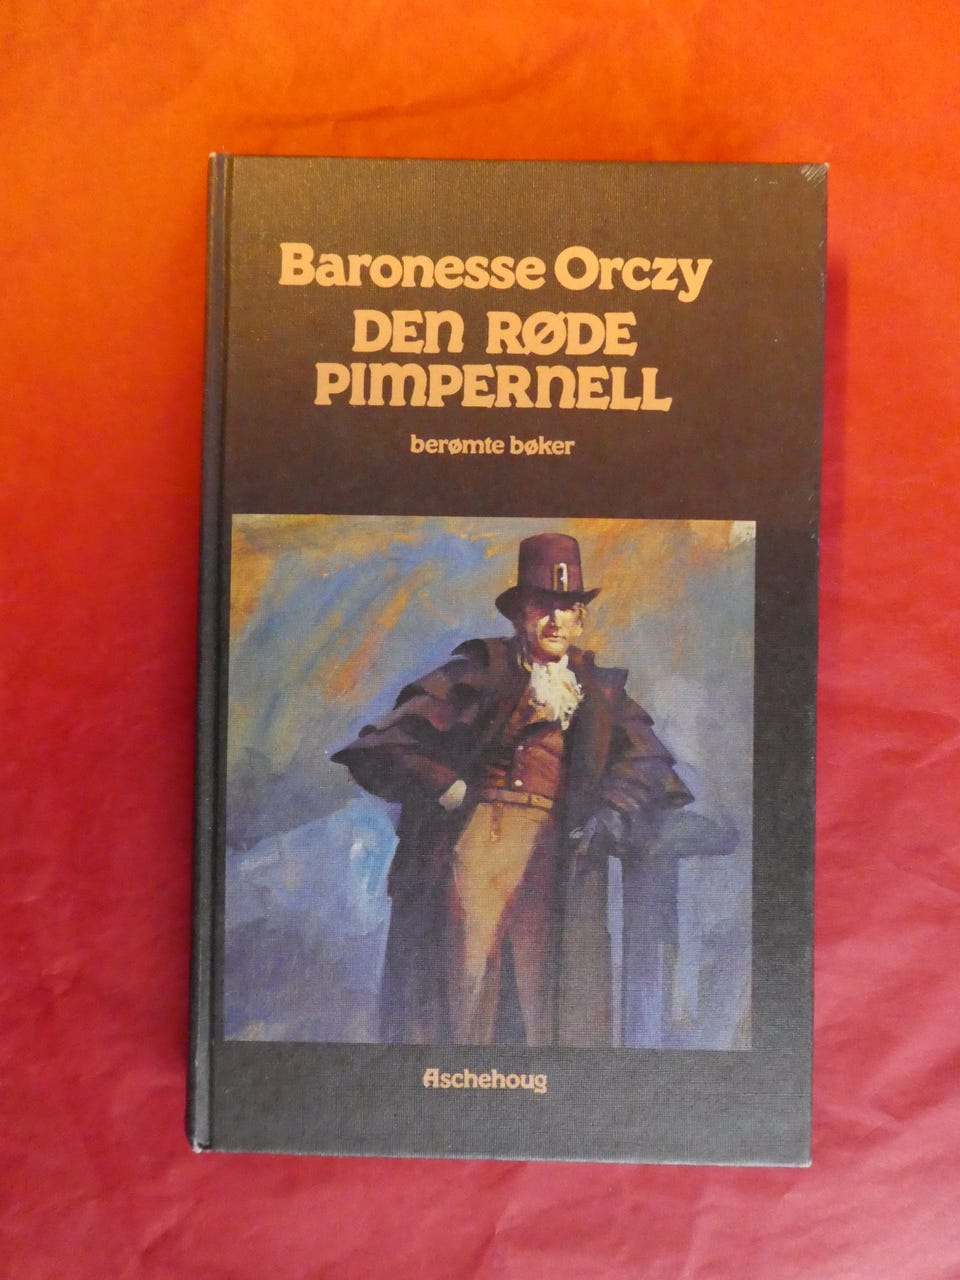 Baronesse Orczy
DEN RØDE
PIMPERNELL
berømte bøker
Aschehoug